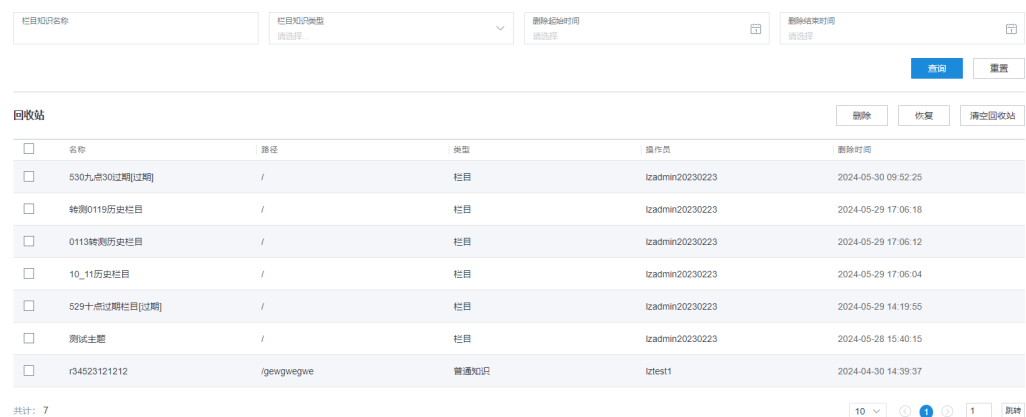 栏目知识名称 栏目知识类型 删除起始时间 删除结束时间
请选择... 请选择 请选择
查询 重置
回收站 删除 恢复 清空回收站
名称 路径 类型 操作员 删除时间
530九点30过期[过期] / 栏目 lzadmin20230223 2024-05-30 09:52:25
转测0119历史栏目 / 栏目 lzadmin20230223 2024-05-29 17:06:18
0113转测历史栏目 / 栏目 lzadmin20230223 2024-05-29 17:06:12
10_11历史栏目 / 栏目 lzadmin20230223 2024-05-29 17:06:04
529十点过期栏目[过期] / 栏目 lzadmin20230223 2024-05-29 14:19:55
测试主题 / 栏目 lzadmin20230223 2024-05-28 15:40:15
r34523121212 /gewgwegwe 普通知识 lztest1 2024-04-30 14:39:37
共计: 7 10 1 1 跳转